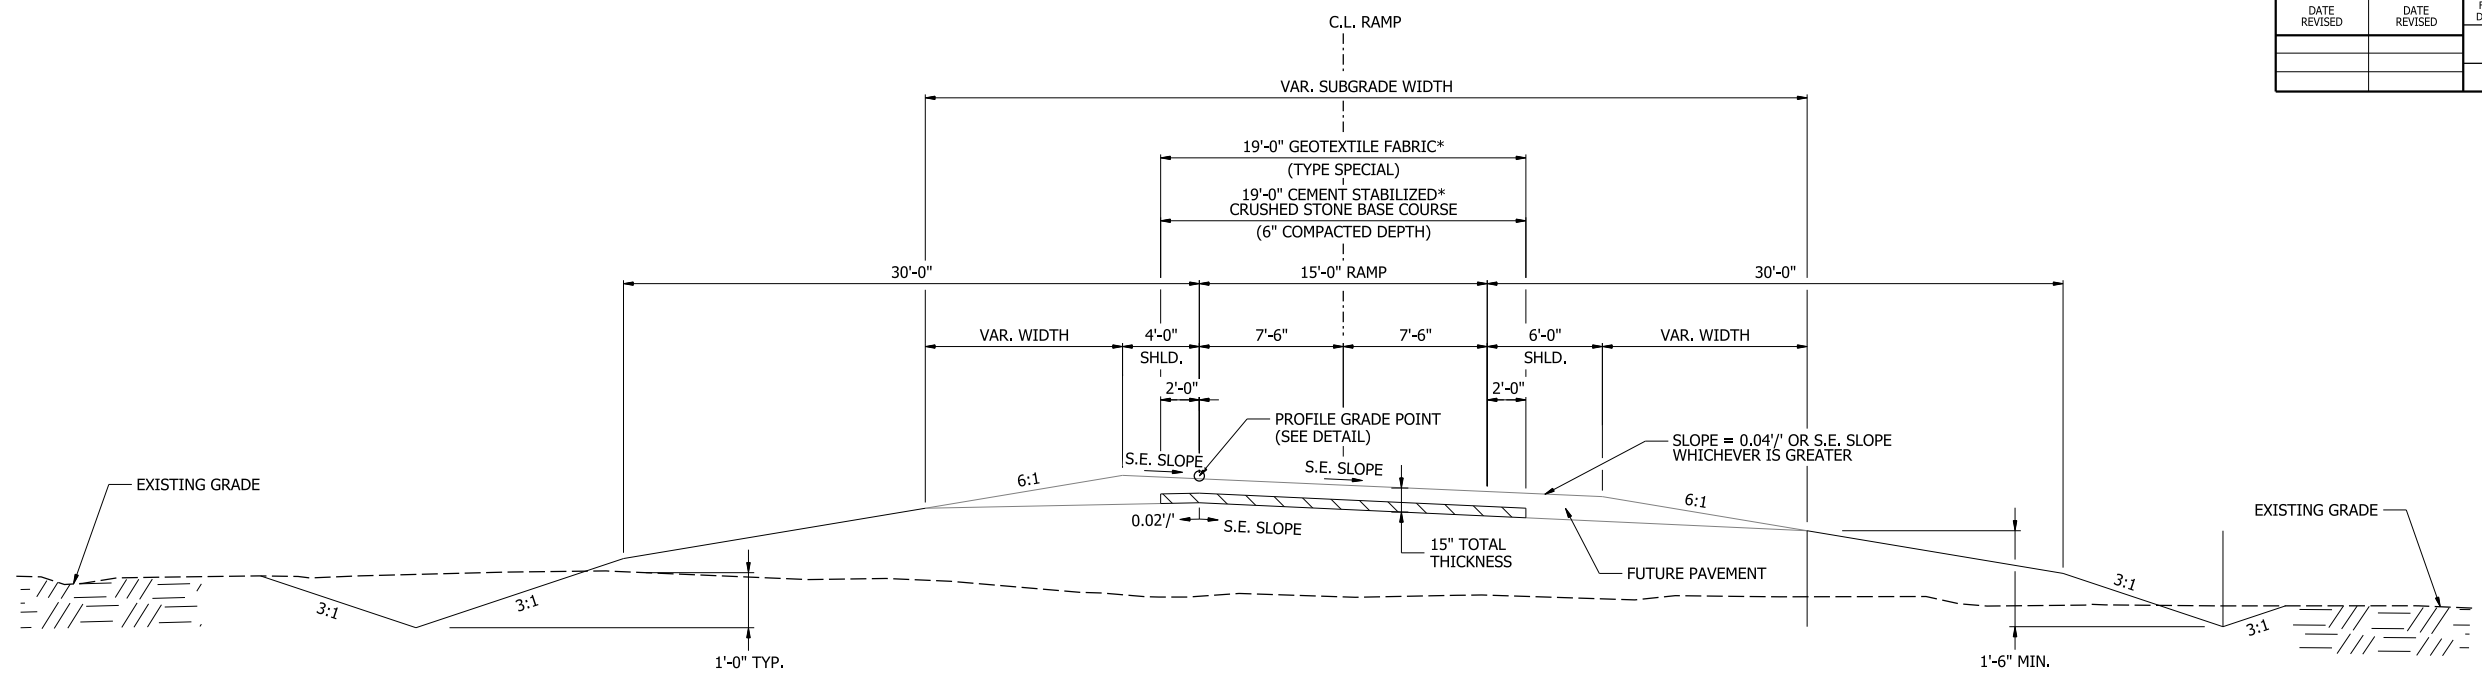 C.L. RAMP
DATE
REVISED
DATE
REVISED
VAR. SUBGRADE WIDTH
19'-0" GEOTEXTILE FABRIC*
(TYPE SPECIAL)
19'-0" CEMENT STABILIZED*
CRUSHED STONE BASE COURSE
(6" COMPACTED DEPTH)
30'-0"
15'-0" RAMP
30'-0"
VAR. WIDTH
4'-0"
SHLD.
7'-6"
7'-6"
6'-0"
SHLD.
VAR. WIDTH
2'-0"
2'-0"
PROFILE GRADE POINT
(SEE DETAIL)
SLOPE = 0.04'/' OR S.E. SLOPE
WHICHEVER IS GREATER
S.E. SLOPE
S.E. SLOPE
EXISTING GRADE
6:1
6:1
0.02'/'
S.E. SLOPE
EXISTING GRADE
15" TOTAL
THICKNESS
FUTURE PAVEMENT
3:1
3:1
3:1
3:1
1'-0" TYP.
1'-6" MIN.